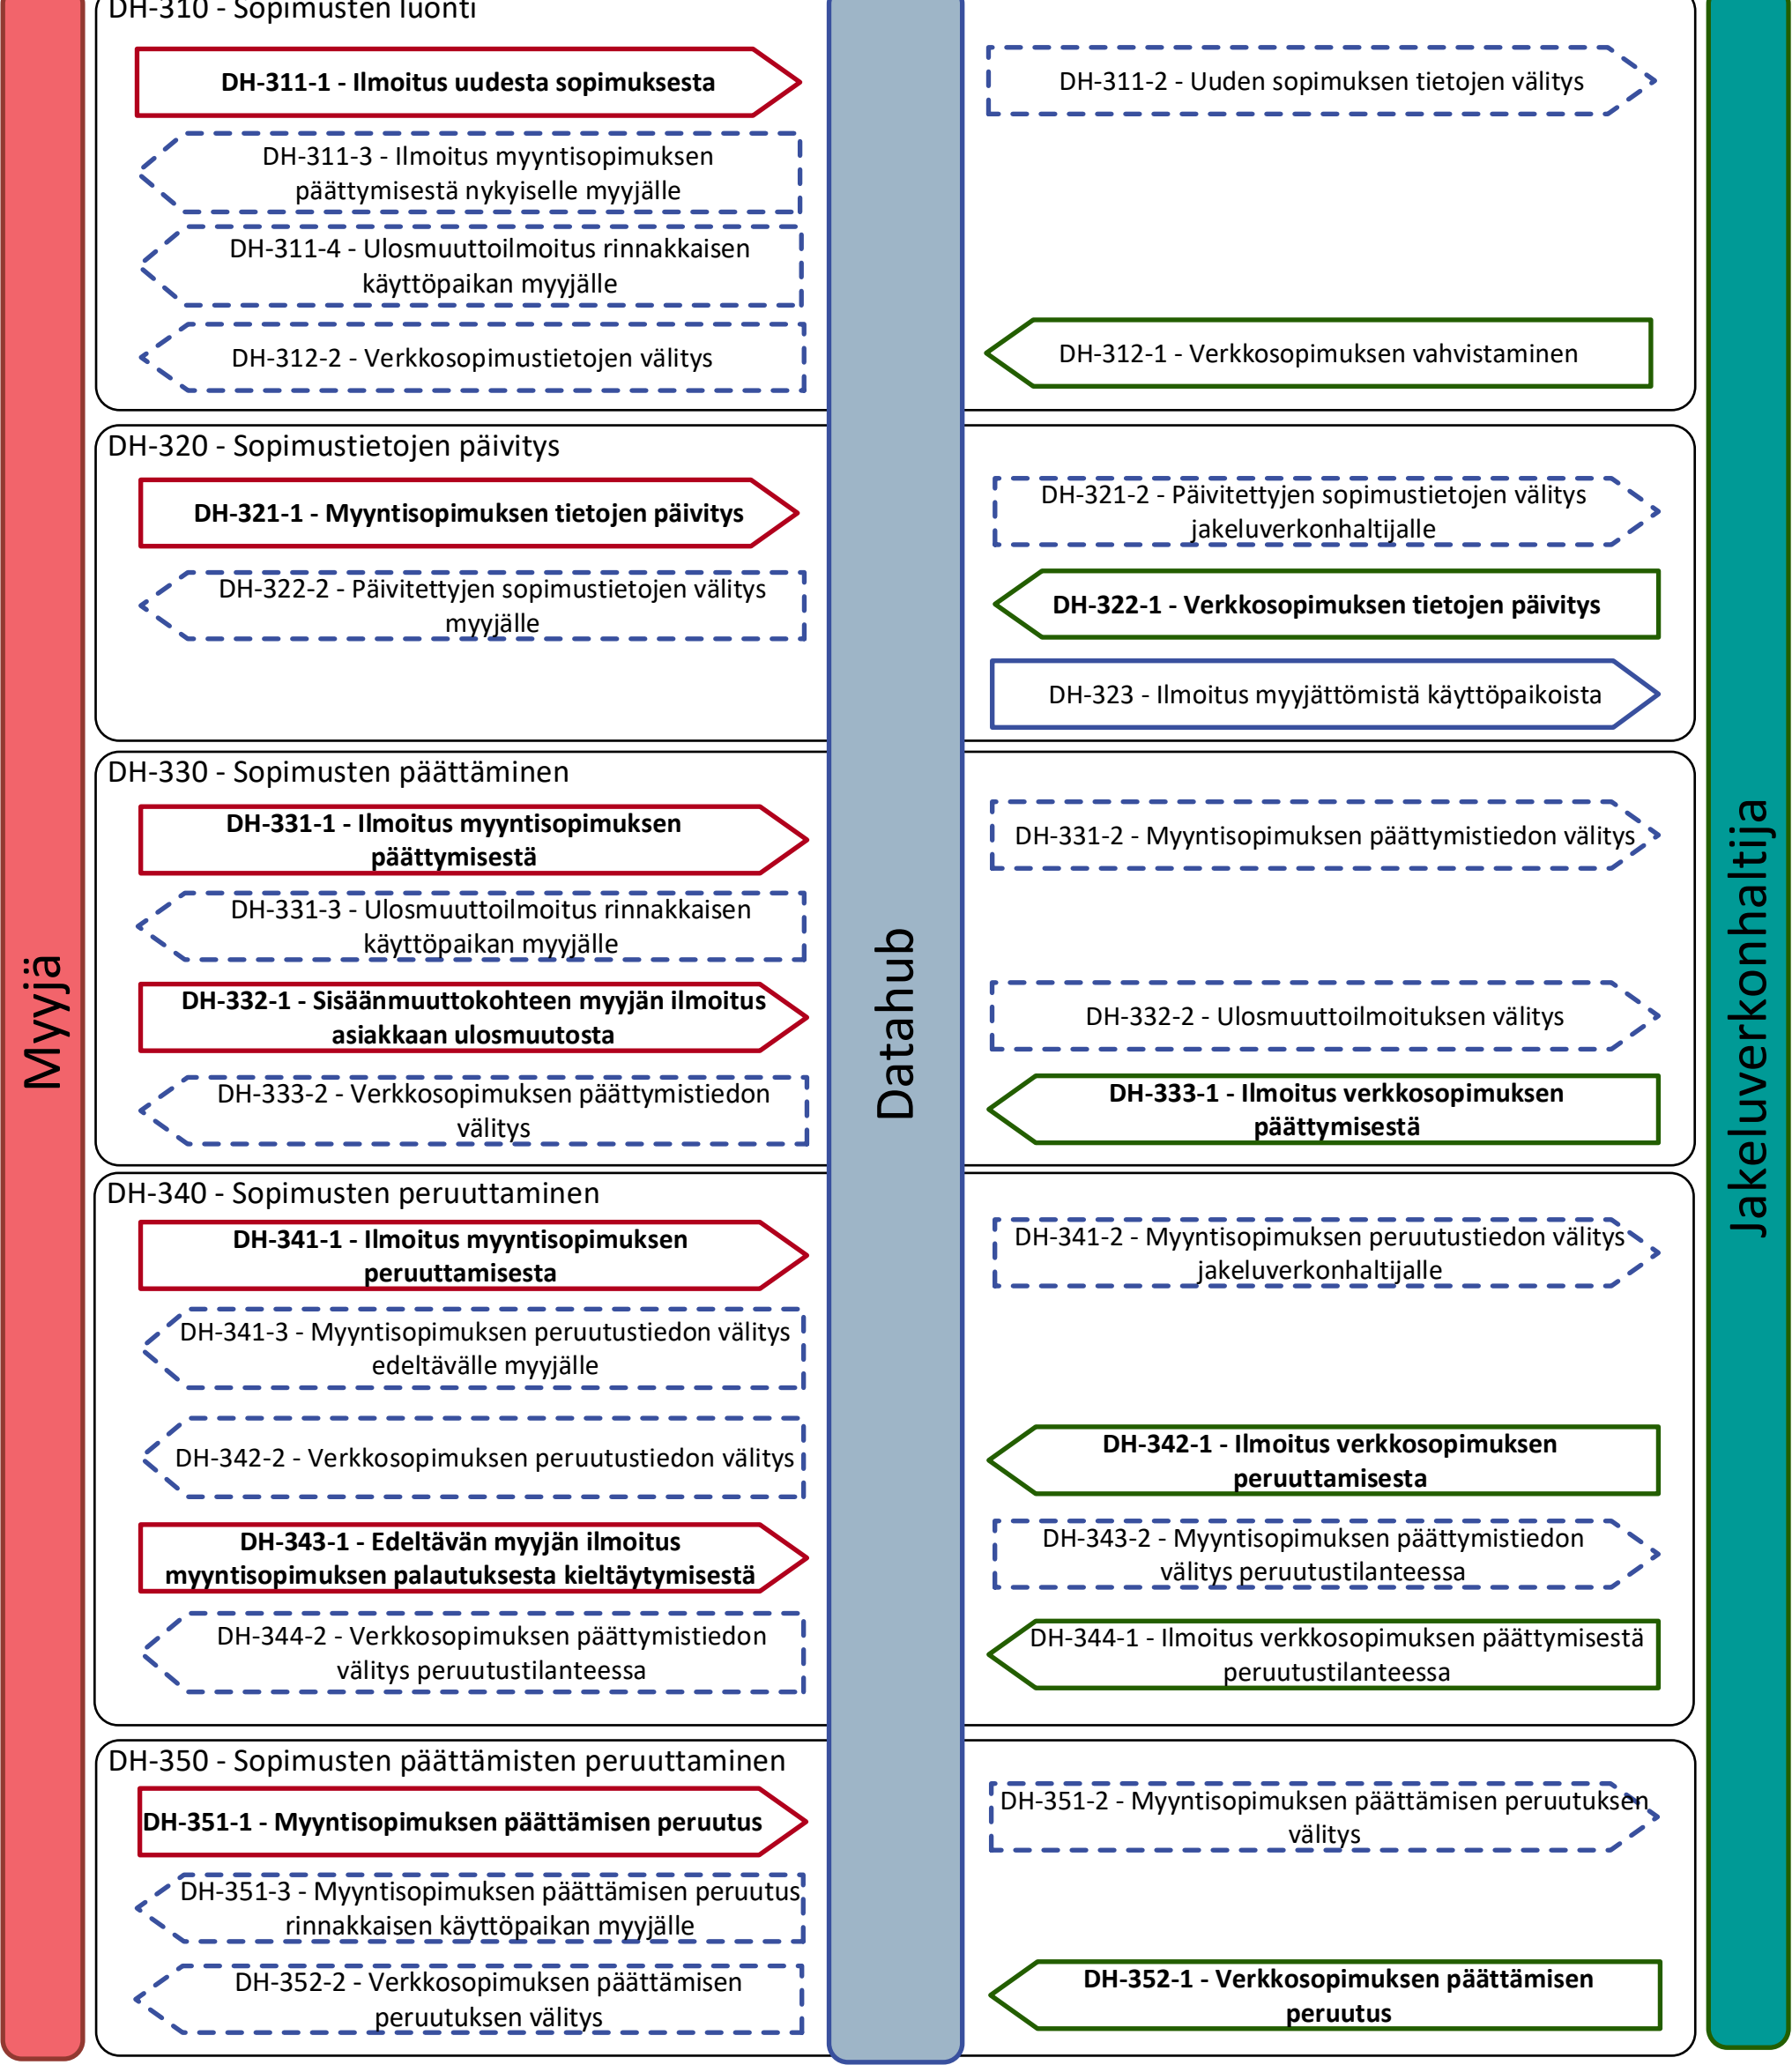 DH-310 - Sopimusten luonti
DH-311-1 - Ilmoitus uudesta sopimuksesta
DH-311-2 - Uuden sopimuksen tietojen välitys
DH-311-3 - Ilmoitus myyntisopimuksen
päättymisestä nykyiselle myyjälle
DH-311-4 - Ulosmuuttoilmoitus rinnakkaisen
käyttöpaikan myyjälle
DH-312-2 - Verkkosopimustietojen välitys
DH-312-1 - Verkkosopimuksen vahvistaminen
DH-320 - Sopimustietojen päivitys
DH-321-1 - Myyntisopimuksen tietojen päivitys
DH-321-2 - Päivitettyjen sopimustietojen välitys
jakeluverkonhaltijalle
DH-322-2 - Päivitettyjen sopimustietojen välitys
myyjälle
DH-322-1 - Verkkosopimuksen tietojen päivitys
DH-323 - Ilmoitus myyjättömistä käyttöpaikoista
DH-330 - Sopimusten päättäminen
DH-331-1 - Ilmoitus myyntisopimuksen
päättymisestä
DH-331-2 - Myyntisopimuksen päättymistiedon välitys
DH-331-3 - Ulosmuuttoilmoitus rinnakkaisen
käyttöpaikan myyjälle
DH-332-1 - Sisäänmuuttokohteen myyjän ilmoitus
asiakkaan ulosmuutosta
DH-332-2 - Ulosmuuttoilmoituksen välitys
DH-333-2 - Verkkosopimuksen päättymistiedon
välitys
DH-333-1 - Ilmoitus verkkosopimuksen
päättymisestä
Myyjä
Datahub
Jakeluverkonhaltija
DH-340 - Sopimusten peruuttaminen
DH-341-1 - Ilmoitus myyntisopimuksen
peruuttamisesta
DH-341-2 - Myyntisopimuksen peruutustiedon välitys
jakeluverkonhaltijalle
DH-341-3 - Myyntisopimuksen peruutustiedon välitys
edeltävälle myyjälle
DH-342-2 - Verkkosopimuksen peruutustiedon välitys
DH-342-1 - Ilmoitus verkkosopimuksen
peruuttamisesta
DH-343-1 - Edeltävän myyjän ilmoitus
myyntisopimuksen palautuksesta kieltäytymisestä
DH-343-2 - Myyntisopimuksen päättymistiedon
välitys peruutustilanteessa
DH-344-2 - Verkkosopimuksen päättymistiedon
välitys peruutustilanteessa
DH-344-1 - Ilmoitus verkkosopimuksen päättymisestä
peruutustilanteessa
DH-350 - Sopimusten päättämisten peruuttaminen
DH-351-1 - Myyntisopimuksen päättämisen peruutus
DH-351-2 - Myyntisopimuksen päättämisen peruutuksen
välitys
DH-351-3 - Myyntisopimuksen päättämisen peruutus
rinnakkaisen käyttöpaikan myyjälle
DH-352-2 - Verkkosopimuksen päättämisen
peruutuksen välitys
DH-352-1 - Verkkosopimuksen päättämisen
peruutus